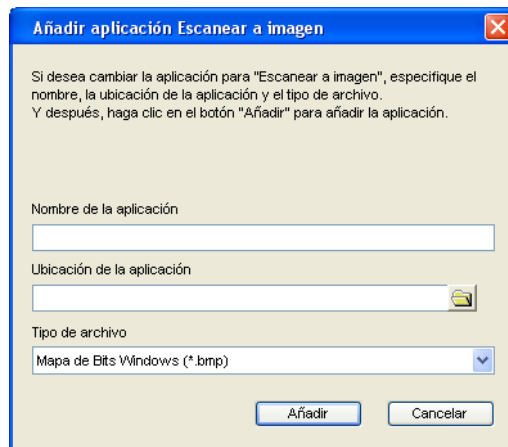 Añadir aplicación Escanear a imagen
Si desea cambiar la aplicación para "Escanear a imagen", especifique el
nombre, la ubicación de la aplicación y el tipo de archivo.
Y después, haga clic en el botón "Añadir" para añadir la aplicación.
Nombre de la aplicación
Ubicación de la aplicación
Tipo de archivo
Mapa de Bits Windows (*.bmp)
Añadir
Cancelar